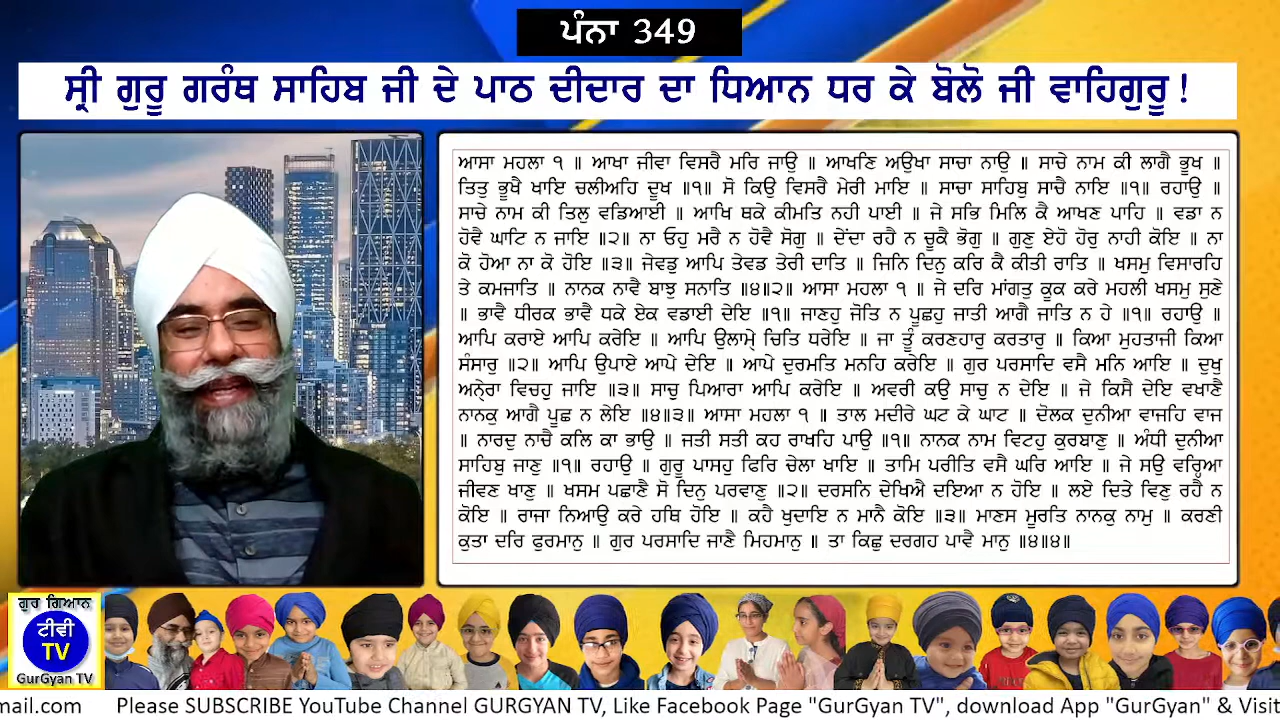 ਪੰਨਾ 349
ਸ੍ਰੀ ਗੁਰੂ ਗਰੰਥ ਸਾਹਿਬ ਜੀ ਦੇ ਪਾਠ ਦੀਦਾਰ ਦਾ ਧਿਆਨ ਧਰ ਕੇ ਬੋਲੋ ਜੀ ਵਾਹਿਗੁਰੂ!
ਆਸਾ ਮਹਲਾ ੧ ॥ ਆਖਾ ਜੀਵਾ ਵਿਸਰੈ ਮਰਿ ਜਾਉ ॥ ਆਖਣਿ ਅਉਖਾ ਸਾਚਾ ਨਾਉ ॥ ਸਾਚੇ ਨਾਮ ਕੀ ਲਾਗੈ ਭੂਖ ॥
ਤਿਤੁ ਭੂਖੈ ਖਾਇ ਚਲੀਅਹਿ ਦੂਖ ॥੧॥ ਸੋ ਕਿਉ ਵਿਸਰੈ ਮੇਰੀ ਮਾਇ ॥ ਸਾਚਾ ਸਾਹਿਬੁ ਸਾਚੈ ਨਾਇ ॥੧॥ ਰਹਾਉ ॥
ਸਾਚੇ ਨਾਮ ਕੀ ਤਿਲੁ ਵਡਿਆਈ ॥ ਆਖਿ ਥਕੇ ਕੀਮਤਿ ਨਹੀ ਪਾਈ ॥ ਜੇ ਸਭਿ ਮਿਲਿ ਕੈ ਆਖਣ ਪਾਹਿ ॥ ਵਡਾ ਨ
ਹੋਵੈ ਘਾਟਿ ਨ ਜਾਇ ॥੨॥ ਨਾ ਓਹੁ ਮਰੈ ਨ ਹੋਵੈ ਸੋਗੁ ॥ ਦੇਂਦਾ ਰਹੈ ਨ ਚੂਕੈ ਭੋਗੁ ॥ ਗੁਣੁ ਏਹੋ ਹੋਰੁ ਨਾਹੀ ਕੋਇ ॥ ਨਾ
ਕੋ ਹੋਆ ਨਾ ਕੋ ਹੋਇ ॥੩॥ ਜੇਵਡੁ ਆਪਿ ਤੇਵਡ ਤੇਰੀ ਦਾਤਿ ॥ ਜਿਨਿ ਦਿਨੁ ਕਰਿ ਕੈ ਕੀਤੀ ਰਾਤਿ ॥ ਖਸਮੁ ਵਿਸਾਰਹਿ
ਤੇ ਕਮਜਾਤਿ ॥ ਨਾਨਕ ਨਾਵੈ ਬਾਝੁ ਸਨਾਤਿ ॥੪॥੨॥ ਆਸਾ ਮਹਲਾ ੧ ॥ ਜੇ ਦਰਿ ਮਾਂਗਤੁ ਕੂਕ ਕਰੇ ਮਹਲੀ ਖਸਮੁ ਸੁਣੇ
॥ ਭਾਵੈ ਧੀਰਕ ਭਾਵੈ ਧਕੇ ਏਕ ਵਡਾਈ ਦੇਇ ॥੧॥ ਜਾਣਹੁ ਜੋਤਿ ਨ ਪੂਛਹੁ ਜਾਤੀ ਆਗੈ ਜਾਤਿ ਨ ਹੇ ॥੧॥ ਰਹਾਉ ॥
ਆਪਿ ਕਰਾਏ ਆਪਿ ਕਰੇਇ ॥ ਆਪਿ ਉਲਾਮ੍ਹੇ ਚਿਤਿ ਧਰੇਇ ॥ ਜਾ ਤੂੰ ਕਰਣਹਾਰੁ ਕਰਤਾਰੁ ॥ ਕਿਆ ਮੁਹਤਾਜੀ ਕਿਆ
ਸੰਸਾਰੁ ॥੨॥ ਆਪਿ ਉਪਾਏ ਆਪੇ ਦੇਇ ॥ ਆਪੇ ਦੁਰਮਤਿ ਮਨਹਿ ਕਰੇਇ ॥ ਗੁਰ ਪਰਸਾਦਿ ਵਸੈ ਮਨਿ ਆਇ ॥ ਦੁਖੁ
ਅਨ੍ਹੇਰਾ ਵਿਚਹੁ ਜਾਇ ॥੩॥ ਸਾਚੁ ਪਿਆਰਾ ਆਪਿ ਕਰੇਇ ॥ ਅਵਰੀ ਕਉ ਸਾਚੁ ਨ ਦੇਇ ॥ ਜੇ ਕਿਸੈ ਦੇਇ ਵਖਾਣੈ
ਨਾਨਕੁ ਆਗੈ ਪੂਛ ਨ ਲੇਇ ॥੪॥੩॥ ਆਸਾ ਮਹਲਾ ੧ ॥ ਤਾਲ ਮਦੀਰੇ ਘਟ ਕੇ ਘਾਟ ॥ ਦੋਲਕ ਦੁਨੀਆ ਵਾਜਹਿ ਵਾਜ
॥ ਨਾਰਦੁ ਨਾਚੈ ਕਲਿ ਕਾ ਭਾਉ ॥ ਜਤੀ ਸਤੀ ਕਹ ਰਾਖਹਿ ਪਾਉ ॥੧॥ ਨਾਨਕ ਨਾਮ ਵਿਟਹੁ ਕੁਰਬਾਣੁ ॥ ਅੰਧੀ ਦੁਨੀਆ
ਸਾਹਿਬੁ ਜਾਣੁ ॥੧॥ ਰਹਾਉ ॥ ਗੁਰੂ ਪਾਸਹੁ ਫਿਰਿ ਚੇਲਾ ਖਾਇ ॥ ਤਾਮਿ ਪਰੀਤਿ ਵਸੈ ਘਰਿ ਆਇ ॥ ਜੇ ਸਉ ਵਰ੍ਹਿਆ
ਜੀਵਣ ਖਾਣੁ ॥ ਖਸਮ ਪਛਾਣੈ ਸੋ ਦਿਨੁ ਪਰਵਾਣੁ ॥੨॥ ਦਰਸਨਿ ਦੇਖਿਐ ਦਇਆ ਨ ਹੋਇ ॥ ਲਏ ਦਿਤੇ ਵਿਣੁ ਰਹੈ ਨ
ਕੋਇ ॥ ਰਾਜਾ ਨਿਆਉ ਕਰੇ ਹਥਿ ਹੋਇ ॥ ਕਹੈ ਖੁਦਾਇ ਨ ਮਾਨੈ ਕੋਇ ॥੩॥ ਮਾਣਸ ਮੂਰਤਿ ਨਾਨਕੁ ਨਾਮੁ ॥ ਕਰਣੀ
ਕੁਤਾ ਦਰਿ ਫੁਰਮਾਨੁ ॥ ਗੁਰ ਪਰਸਾਦਿ ਜਾਣੈ ਮਿਹਮਾਨੁ ॥ ਤਾ ਕਿਛੁ ਦਰਗਹ ਪਾਵੈ ਮਾਨੁ ॥੪॥੪॥
ਗੁਰ ਗਿਆਨ
ਟੀਵੀ
TV
GurGyan TV
mail.com Please SUBSCRIBE YouTube Channel GURGYAN TV, Like Facebook Page "GurGyan TV", download App "GurGyan" & Visit